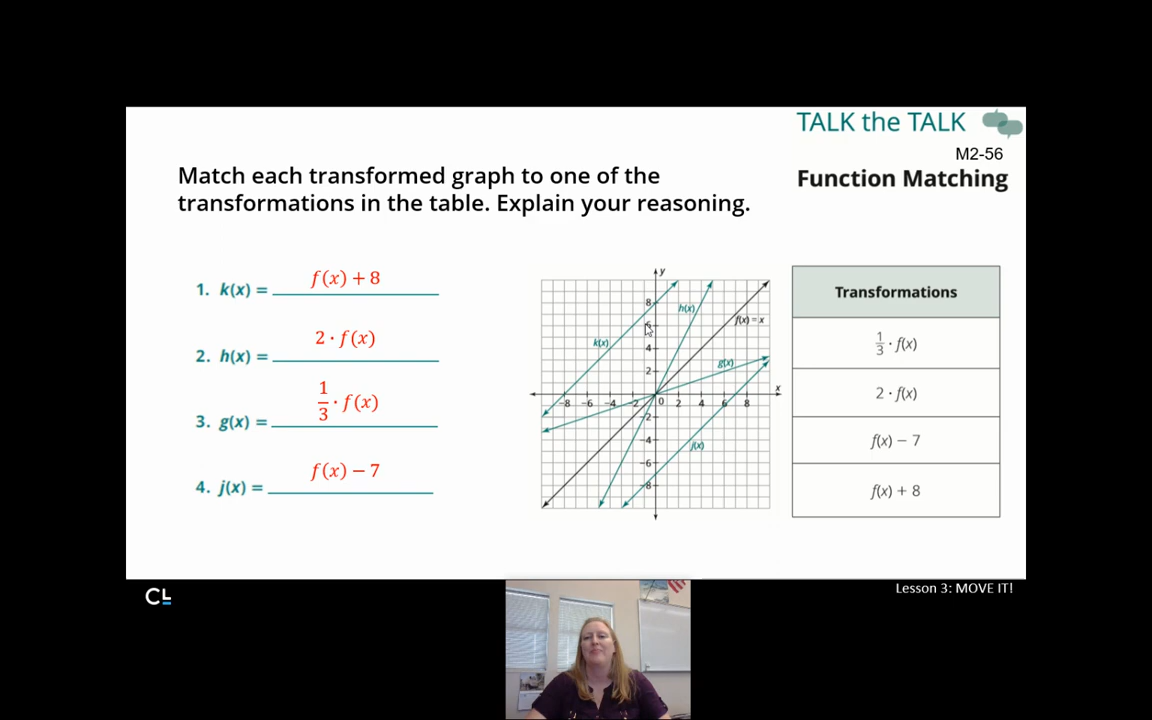 TALK the TALK
M2-56
Function Matching
Match each transformed graph to one of the
transformations in the table. Explain your reasoning.
1. k(x) = f(x) + 8
2. h(x) = 2 · f(x)
3. g(x) = 1/3 · f(x)
4. j(x) = f(x) − 7
y
8
h(x)
6
f(x) = x
k(x)
4
g(x)
2
x
-8 -6 -4 -2 0 2 4 6 8
-2
-4
j(x)
-6
-8
Transformations
1/3 · f(x)
2 · f(x)
f(x) − 7
f(x) + 8
CL
Lesson 3: MOVE IT!